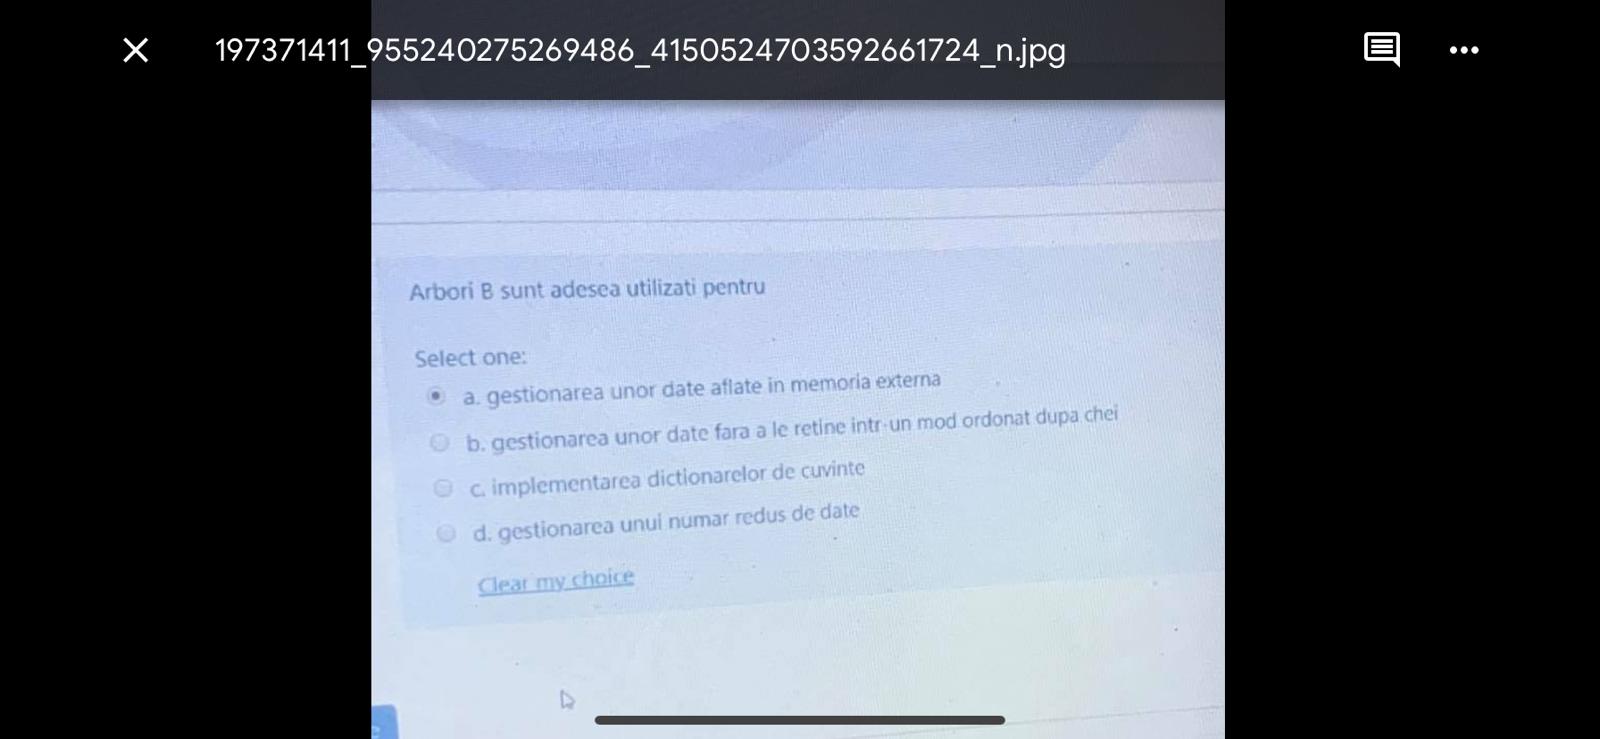 197371411_955240275269486_4150524703592661724_n.jpg
Arbori B sunt adesea utilizati pentru
Select one:
a. gestionarea unor date aflate in memoria externa
b. gestionarea unor date fara a le retine intr-un mod ordonat dupa chei
c. implementarea dictionarelor de cuvinte
d. gestionarea unui numar redus de date
Clear my choice